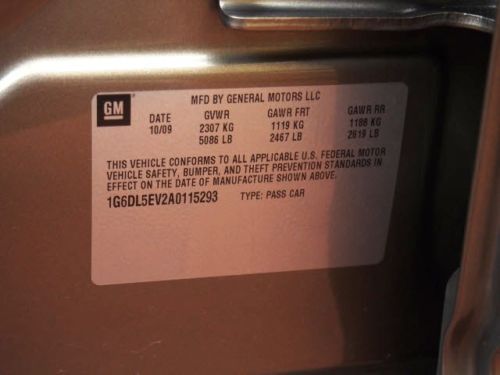 GM
MFD BY GENERAL MOTORS LLC
DATE GVWR GAWR FRT GAWR RR
10/09 2307 KG 1119 KG 1188 KG
5086 LB 2467 LB 2619 LB
THIS VEHICLE CONFORMS TO ALL APPLICABLE U.S. FEDERAL MOTOR
VEHICLE SAFETY, BUMPER, AND THEFT PREVENTION STANDARDS IN
EFFECT ON THE DATE OF MANUFACTURE SHOWN ABOVE.
1G6DL5EV2A0115293 TYPE: PASS CAR